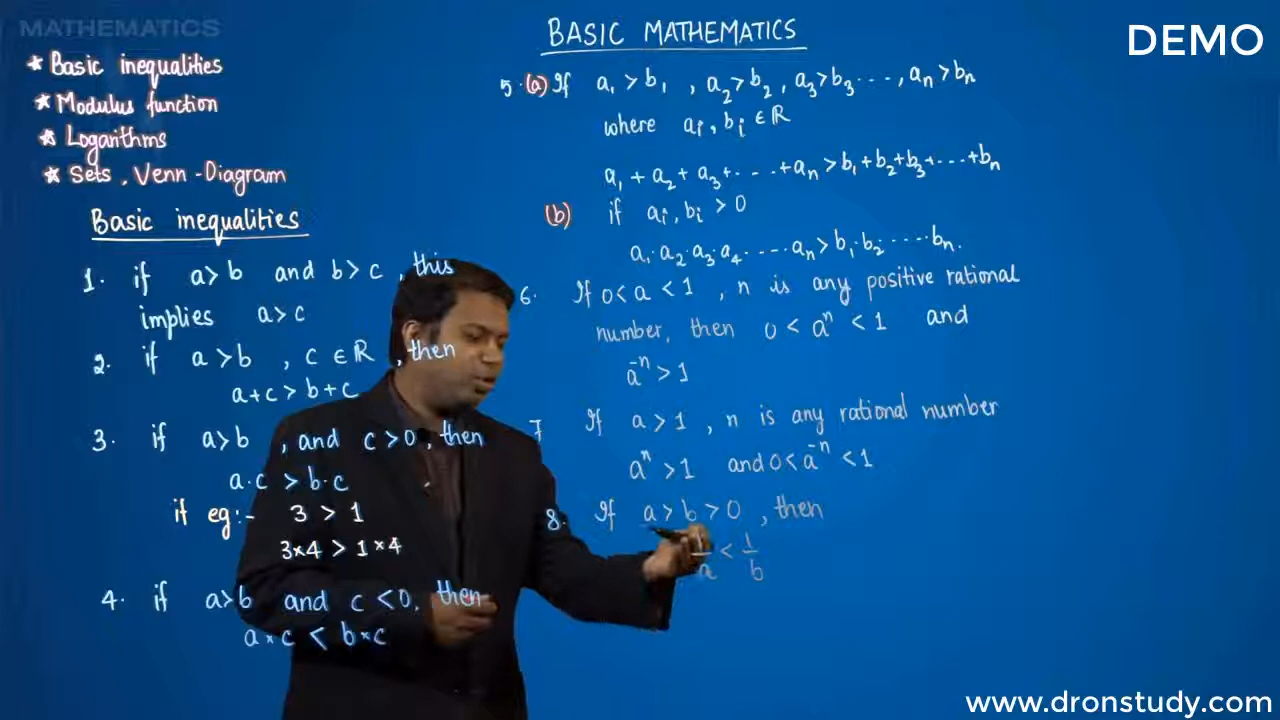 MATHEMATICS
DEMO
BASIC MATHEMATICS
* Basic inequalities
* Modulus function
* Logarithms
* Sets, Venn-Diagram
Basic inequalities
1. if a>b and b>c, this
implies a>c
2. if a>b, c∈ℝ, then
a+c > b+c
3. if a>b, and c>0, then
a·c > b·c
if eg:- 3 > 1
3×4 > 1×4
4. if a>b and c<0, then
a×c < b×c
5.(a) If a₁>b₁, a₂>b₂, a₃>b₃..., aₙ>bₙ
where aᵢ, bᵢ ∈ ℝ
a₁+a₂+a₃+....+aₙ > b₁+b₂+b₃+...+bₙ
(b) if aᵢ, bᵢ > 0
a₁.a₂.a₃.a₄.....aₙ > b₁.b₂.....bₙ.
6. If 0<a<1, n is any positive rational
number, then 0 < aⁿ < 1 and
a⁻ⁿ > 1
7 If a>1, n is any rational number
aⁿ > 1 and 0< a⁻ⁿ < 1
8. If a > b > 0, then
1/a < 1/b
www.dronstudy.com